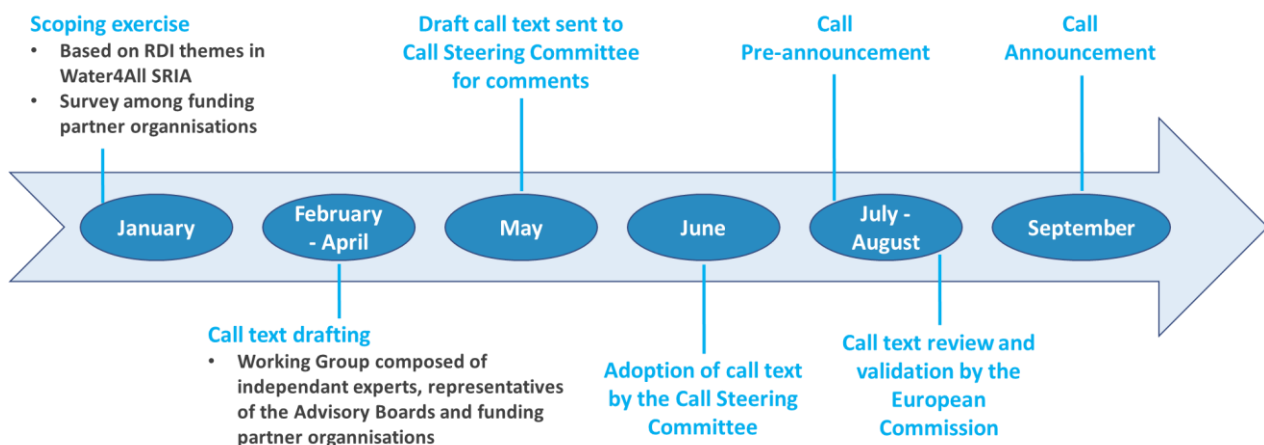 Scoping exercise
• Based on RDI themes in
Water4All SRIA
• Survey among funding
partner organnisations
Draft call text sent to
Call Steering Committee
for comments
Call
Pre-announcement
Call
Announcement
January
February
- April
May
June
July -
August
September
Call text drafting
• Working Group composed of
independant experts, representatives
of the Advisory Boards and funding
partner organnisations
Adoption of call text
by the Call Steering
Committee
Call text review and
validation by the
European
Commission